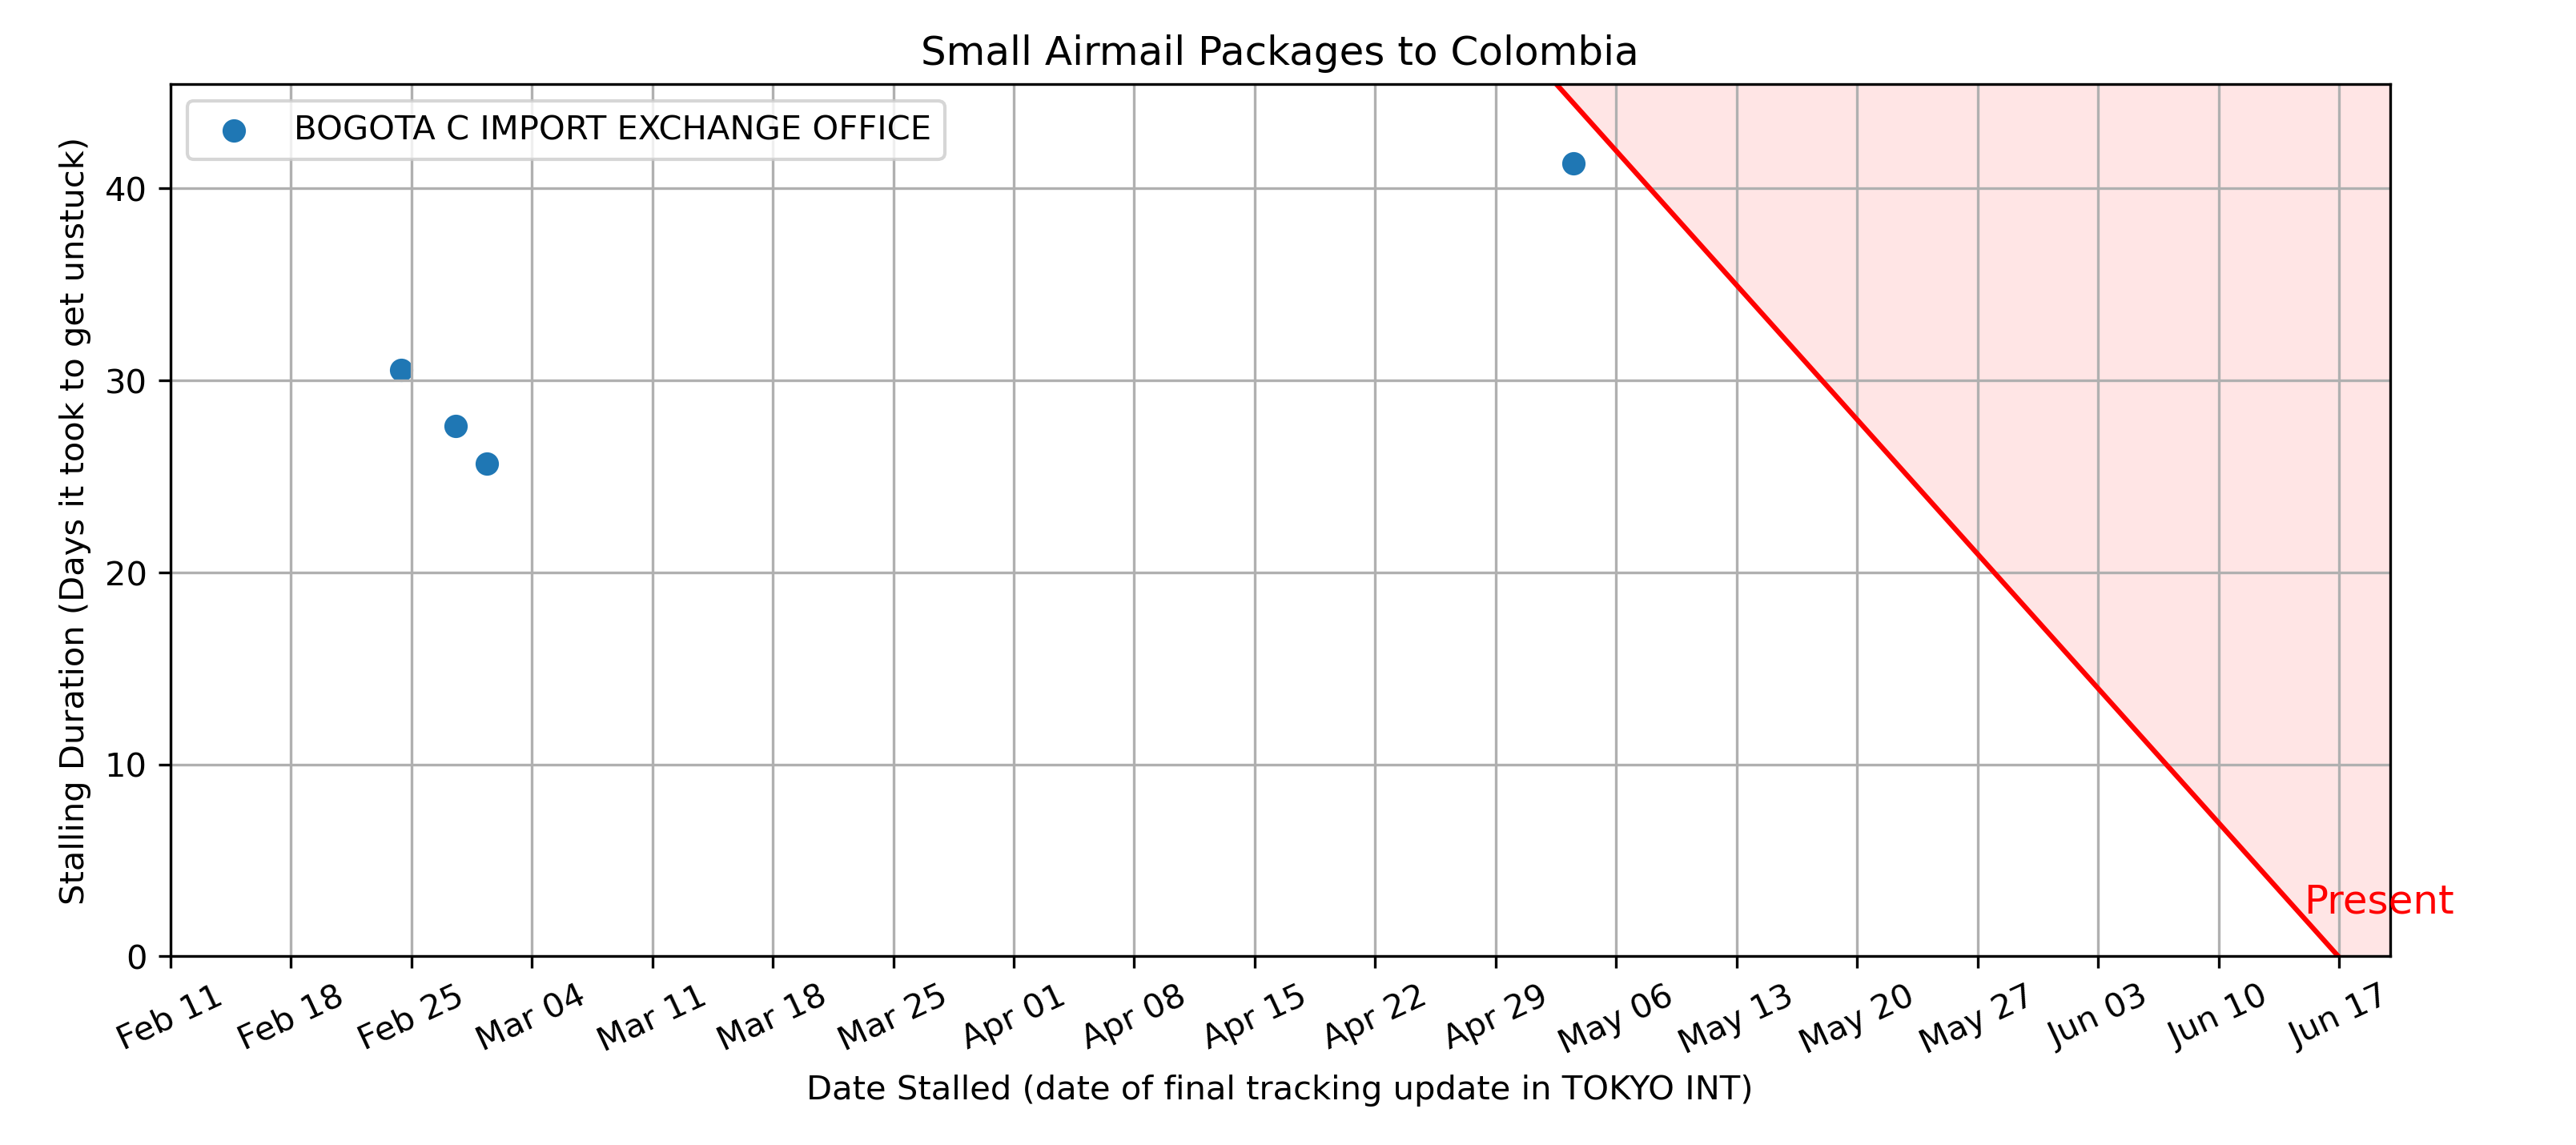 Small Airmail Packages to Colombia
BOGOTA C IMPORT EXCHANGE OFFICE
Stalling Duration (Days it took to get unstuck)
40
30
20
10
0
Present
Feb 11
Feb 18
Feb 25
Mar 04
Mar 11
Mar 18
Mar 25
Apr 01
Apr 08
Apr 15
Apr 22
Apr 29
May 06
May 13
May 20
May 27
Jun 03
Jun 10
Jun 17
Date Stalled (date of final tracking update in TOKYO INT)